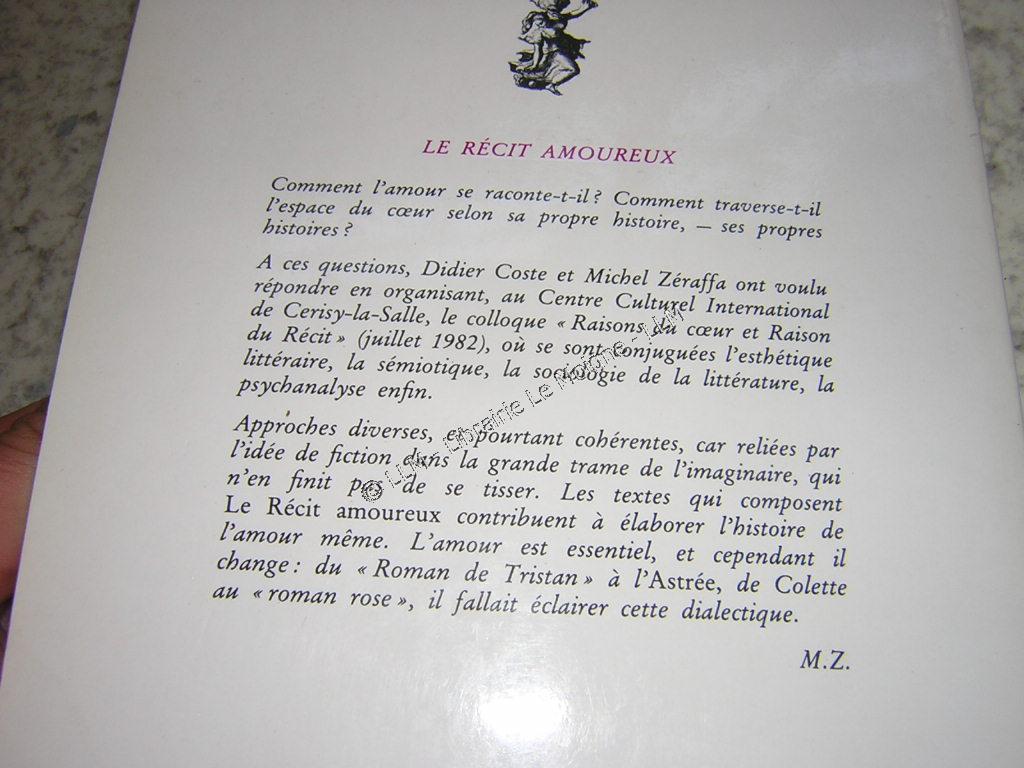 LE RÉCIT AMOUREUX
Comment l'amour se raconte-t-il ? Comment traverse-t-il
l'espace du cœur selon sa propre histoire, — ses propres
histoires ?
A ces questions, Didier Coste et Michel Zéraffa ont voulu
répondre en organisant, au Centre Culturel International
de Cerisy-la-Salle, le colloque « Raisons du cœur et Raison
du Récit » (juillet 1982), où se sont conjuguées l'esthétique
littéraire, la sémiotique, la sociologie de la littérature, la
psychanalyse enfin.
Approches diverses, et pourtant cohérentes, car reliées par
l'idée de fiction dans la grande trame de l'imaginaire, qui
n'en finit pas de se tisser. Les textes qui composent
Le Récit amoureux contribuent à élaborer l'histoire de
l'amour même. L'amour est essentiel, et cependant il
change : du « Roman de Tristan » à l'Astrée, de Colette
au « roman rose », il fallait éclairer cette dialectique.
M.Z.
© LLM - Librairie Le Moigne - LLM